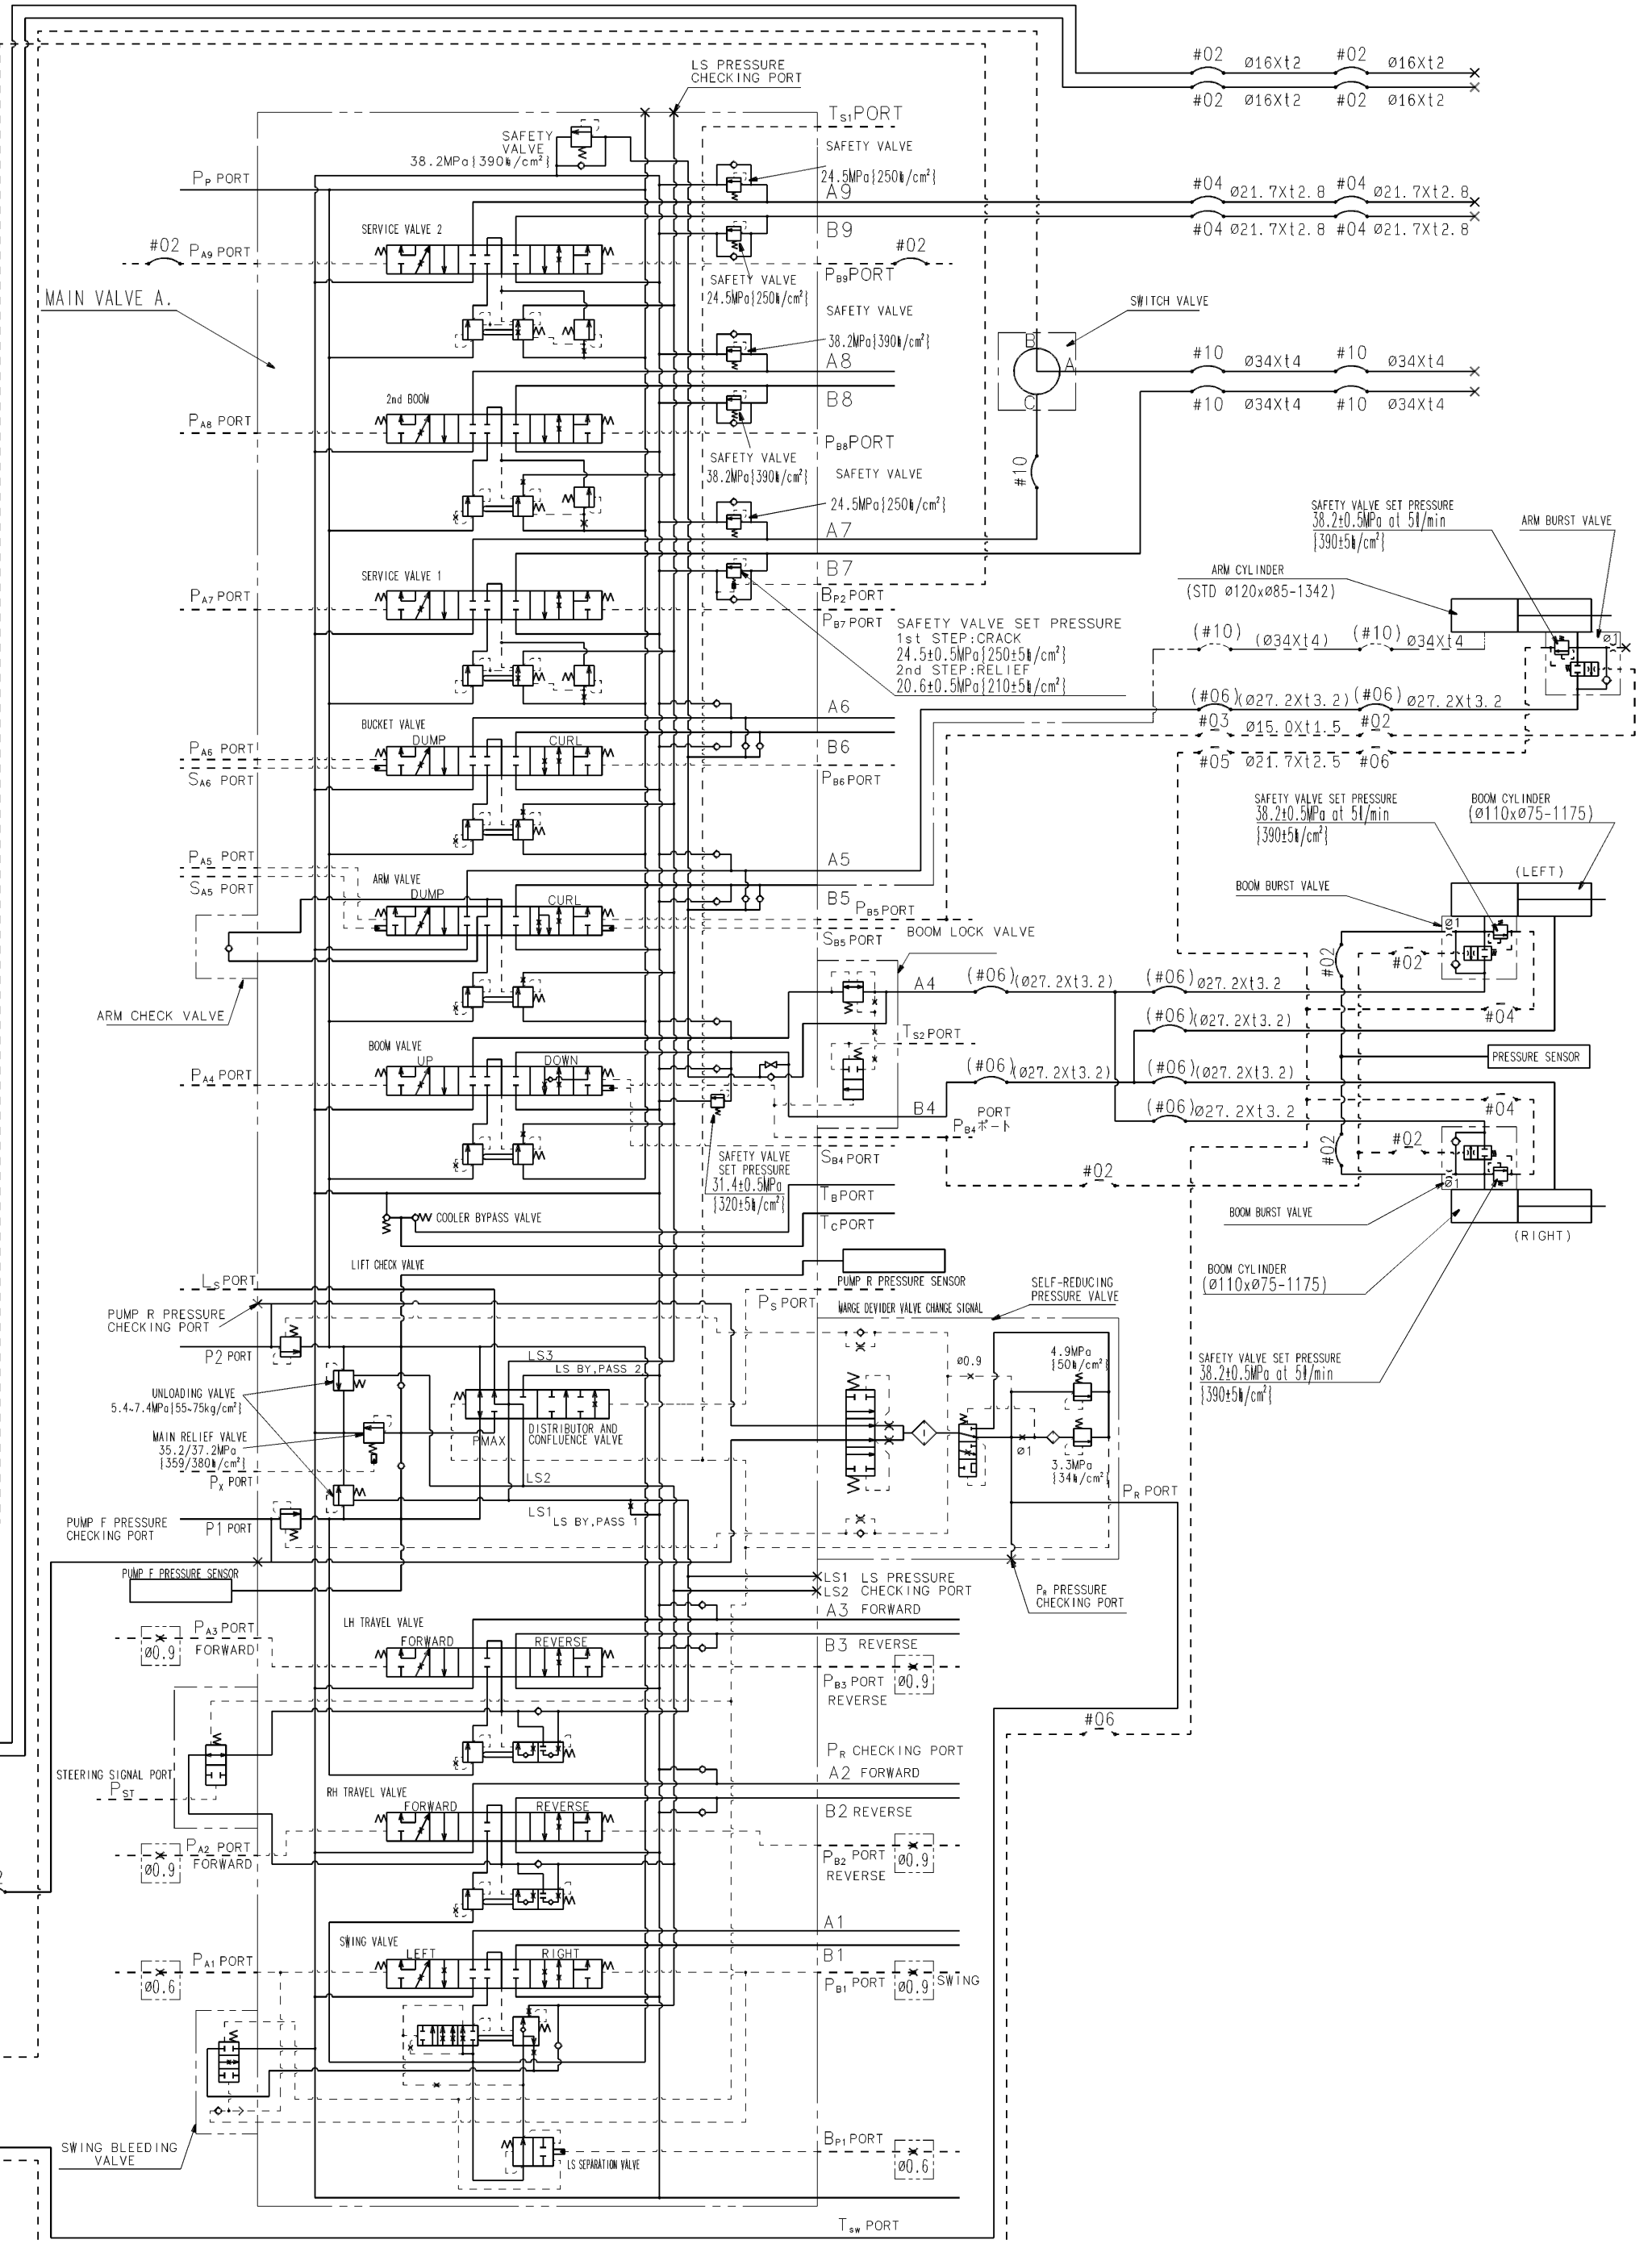 LS PRESSURE
CHECKING PORT
#02 Ø16Xt2 #02 Ø16Xt2
#02 Ø16Xt2 #02 Ø16Xt2
TS1 PORT
SAFETY
VALVE
38.2MPa{390kg/cm²}
SAFETY VALVE
24.5MPa{250kg/cm²}
PP PORT
A9
#04 Ø21.7Xt2.8 #04 Ø21.7Xt2.8
#04 Ø21.7Xt2.8 #04 Ø21.7Xt2.8
SERVICE VALVE 2
B9
#02 PA9 PORT
#02
PB9 PORT
SAFETY VALVE
24.5MPa{250kg/cm²}
MAIN VALVE A.
SWITCH VALVE
SAFETY VALVE
38.2MPa{390kg/cm²}
B
A
C
A8
#10 Ø34Xt4 #10 Ø34Xt4
#10 Ø34Xt4 #10 Ø34Xt4
2nd BOOM
B8
PA8 PORT
PB8 PORT
SAFETY VALVE
38.2MPa{390kg/cm²}
#10
SAFETY VALVE
24.5MPa{250kg/cm²}
A7
SAFETY VALVE SET PRESSURE
38.2±0.5MPa at 5ℓ/min
{390±5kg/cm²}
ARM BURST VALVE
SERVICE VALVE 1
B7
ARM CYLINDER
(STD Ø120xØ85-1342)
PA7 PORT
BP2 PORT
PB7 PORT
SAFETY VALVE SET PRESSURE
1st STEP:CRACK
24.5±0.5MPa{250±5kg/cm²}
2nd STEP:RELIEF
20.6±0.5MPa{210±5kg/cm²}
(#10) (Ø34Xt4) (#10) Ø34Xt4
Ø1
A6
(#06)(Ø27.2Xt3.2)(#06)Ø27.2Xt3.2
BUCKET VALVE
DUMP CURL
#03 Ø15.0Xt1.5 #02
PA6 PORT
B6
#05 Ø21.7Xt2.5 #06
SA6 PORT
PB6 PORT
SAFETY VALVE SET PRESSURE
38.2±0.5MPa at 5ℓ/min
{390±5kg/cm²}
BOOM CYLINDER
(Ø110xØ75-1175)
PA5 PORT
A5
SA5 PORT
ARM VALVE
DUMP CURL
(LEFT)
BOOM BURST VALVE
B5
PB5 PORT
Ø1
SB5 PORT
BOOM LOCK VALVE
#02
#02
A4 (#06)(Ø27.2Xt3.2) (#06)Ø27.2Xt3.2
ARM CHECK VALVE
(#06)(Ø27.2Xt3.2)
#04
TS2 PORT
BOOM VALVE
UP DOWN
PRESSURE SENSOR
PA4 PORT
(#06)(Ø27.2Xt3.2) (#06)(Ø27.2Xt3.2)
B4
PORT
PB4 ポート
(#06)Ø27.2Xt3.2
#04
#02
#02
SB4 PORT
SAFETY VALVE
SET PRESSURE
31.4±0.5MPa
{320±5kg/cm²}
#02
Ø1
TB PORT
BOOM BURST VALVE
COOLER BYPASS VALVE
TC PORT
(RIGHT)
LIFT CHECK VALVE
BOOM CYLINDER
(Ø110xØ75-1175)
LS PORT
PUMP R PRESSURE SENSOR
SELF-REDUCING
PRESSURE VALVE
PUMP R PRESSURE
CHECKING PORT
PS PORT
MARGE DEVIDER VALVE CHANGE SIGNAL
P2 PORT
LS3
LS BY,PASS 2
Ø0.9
4.9MPa
{50kg/cm²}
SAFETY VALVE SET PRESSURE
38.2±0.5MPa at 5ℓ/min
{390±5kg/cm²}
UNLOADING VALVE
5.4~7.4MPa{55~75kg/cm²}
MAIN RELIEF VALVE
35.2/37.2MPa
{359/380kg/cm²}
PMAX
DISTRIBUTOR AND
CONFLUENCE VALVE
Ø1
3.3MPa
{34kg/cm²}
PX PORT
LS2
PR PORT
PUMP F PRESSURE
CHECKING PORT
P1 PORT
LS1
LS BY,PASS 1
PUMP F PRESSURE SENSOR
LS1 LS PRESSURE
LS2 CHECKING PORT
PR PRESSURE
CHECKING PORT
A3 FORWARD
PA3 PORT
FORWARD
Ø0.9
LH TRAVEL VALVE
FORWARD REVERSE
B3 REVERSE
PB3 PORT
REVERSE
Ø0.9
#06
PR CHECKING PORT
STEERING SIGNAL PORT
PST
A2 FORWARD
RH TRAVEL VALVE
FORWARD REVERSE
B2 REVERSE
PA2 PORT
FORWARD
Ø0.9
PB2 PORT
REVERSE
Ø0.9
A1
SWING VALVE
LEFT RIGHT
B1
PA1 PORT
Ø0.6
PB1 PORT
Ø0.9
SWING
SWING BLEEDING
VALVE
BP1 PORT
LS SEPARATION VALVE
Ø0.6
TSW PORT